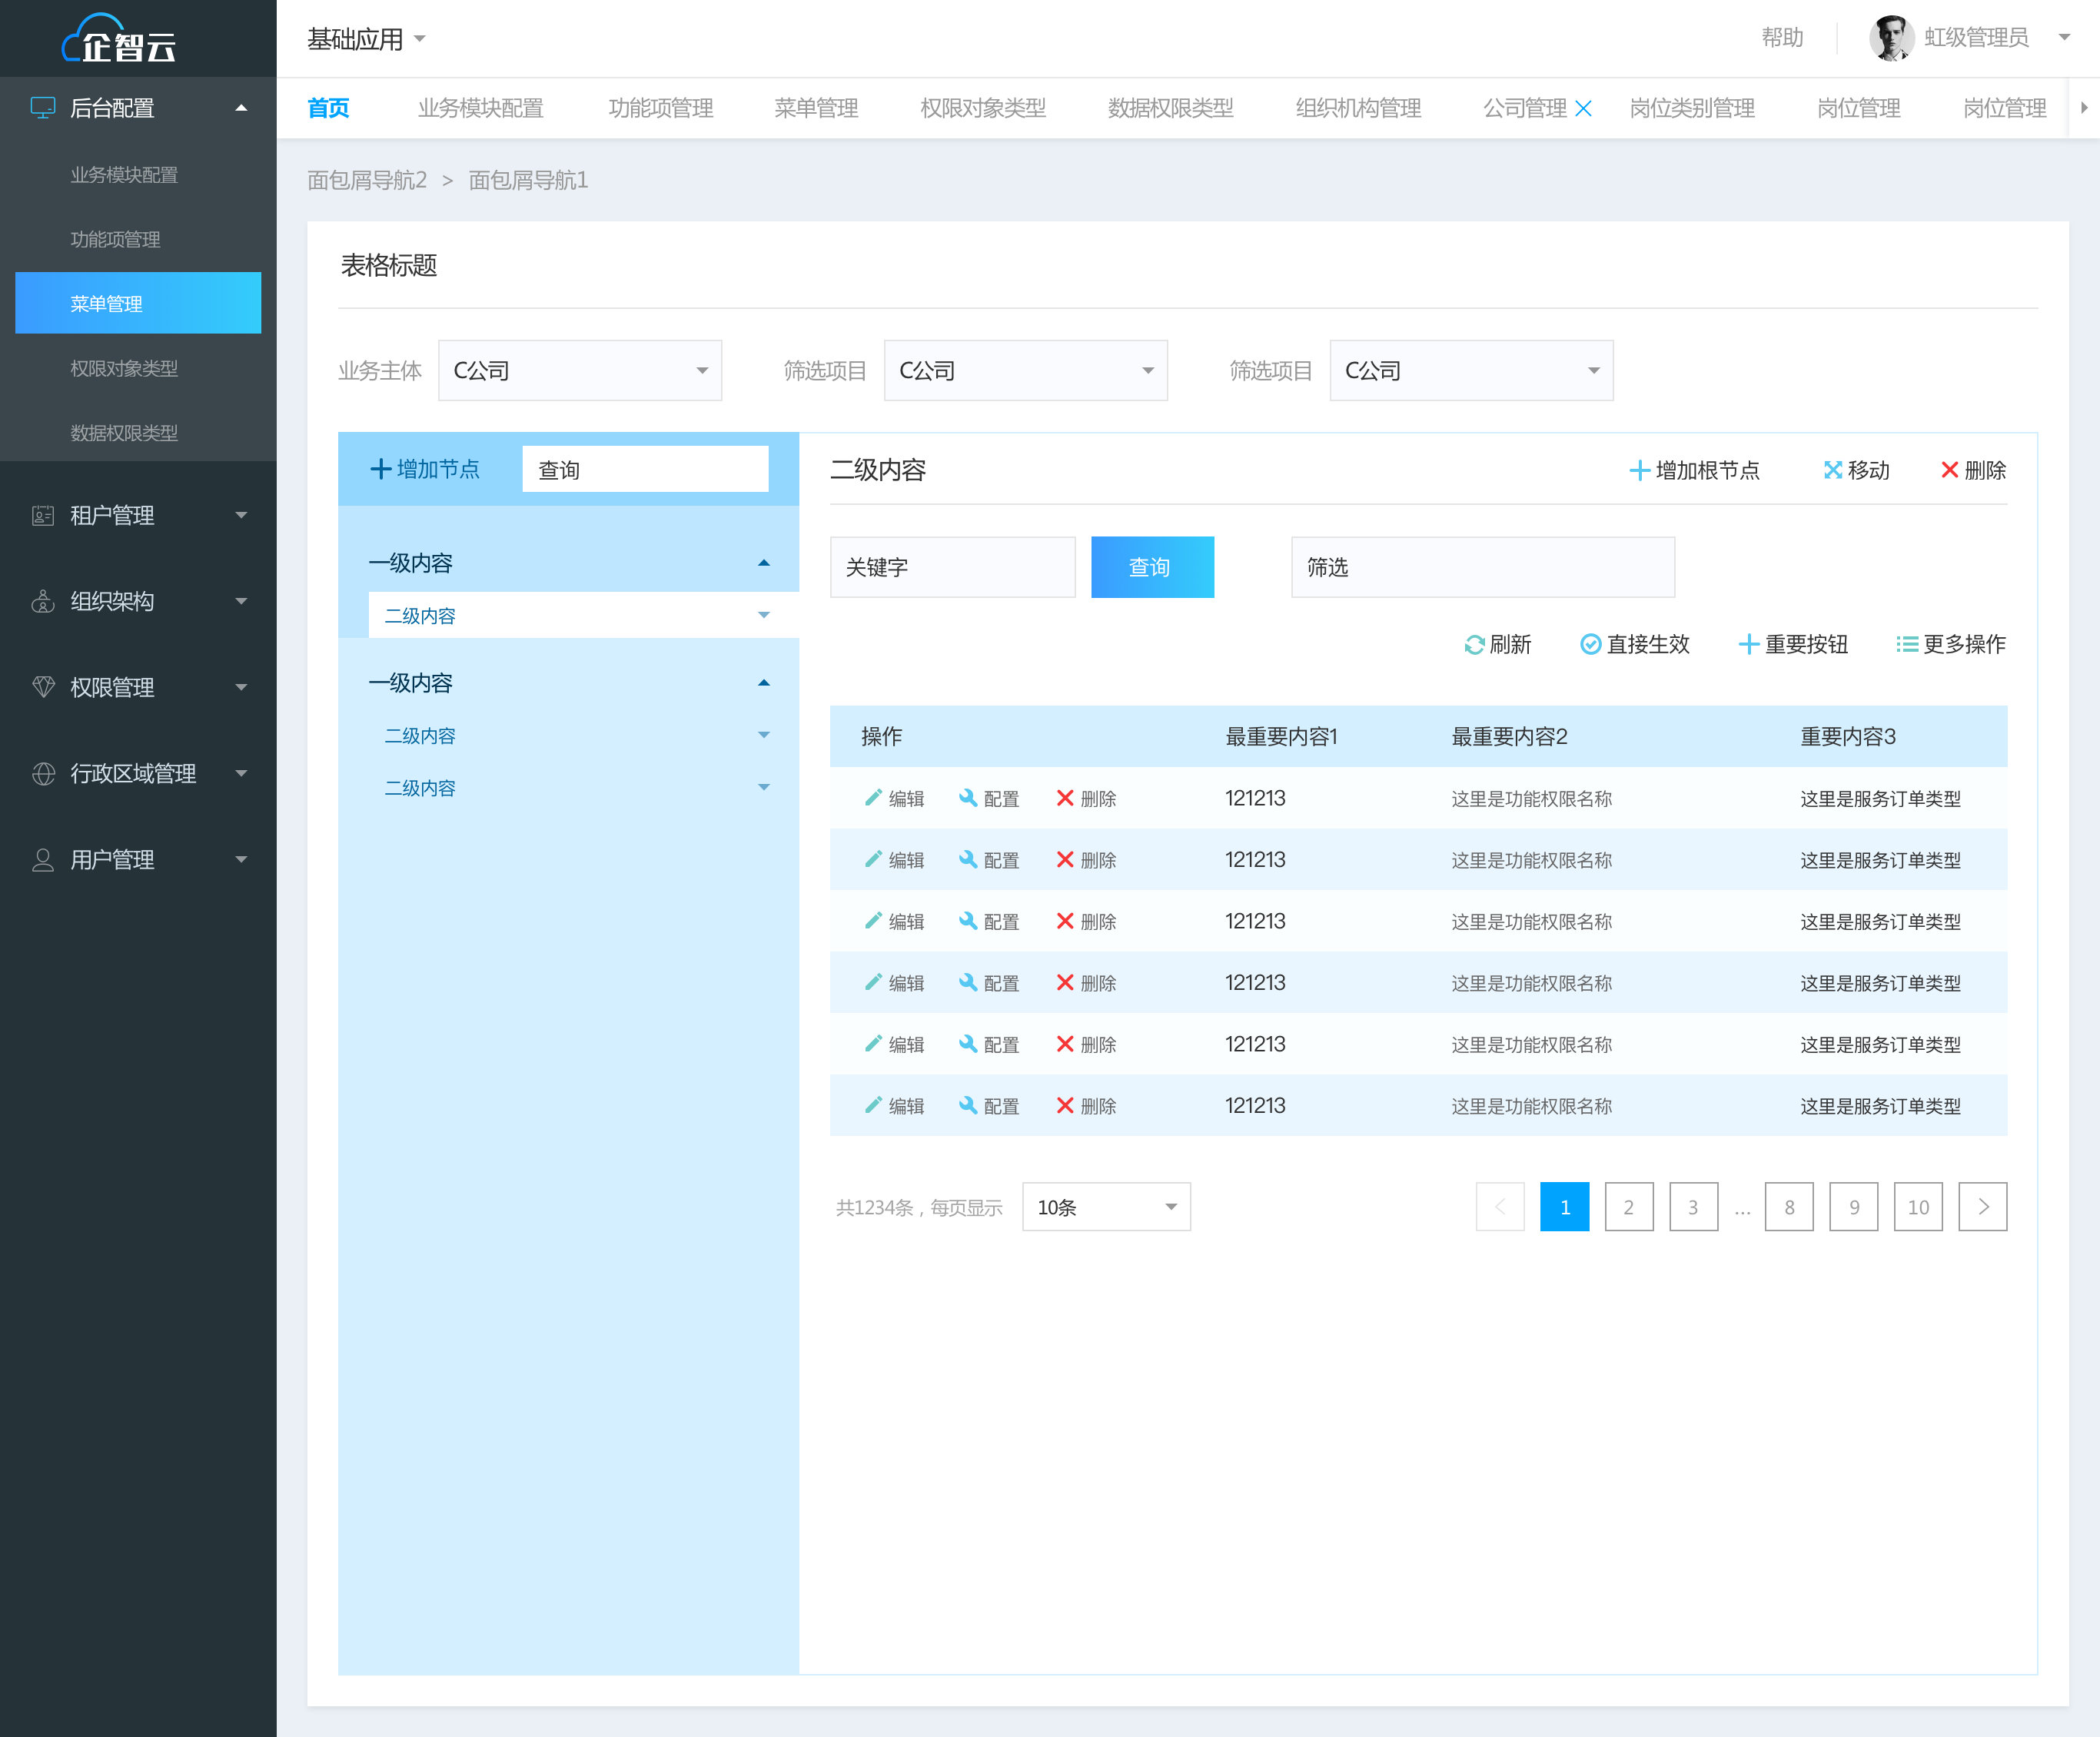 企智云
基础应用
帮助
虹级管理员
后台配置
业务模块配置
功能项管理
菜单管理
权限对象类型
数据权限类型
租户管理
组织架构
权限管理
行政区域管理
用户管理
首页 业务模块配置 功能项管理 菜单管理 权限对象类型 数据权限类型 组织机构管理 公司管理 岗位类别管理 岗位管理 岗位管理
面包屑导航2 > 面包屑导航1
表格标题
业务主体 C公司 筛选项目 C公司 筛选项目 C公司
增加节点 查询
一级内容
二级内容
一级内容
二级内容
二级内容
二级内容 增加根节点 移动 删除
关键字 查询 筛选
刷新 直接生效 重要按钮 更多操作
操作 最重要内容1 最重要内容2 重要内容3
编辑 配置 删除 121213 这里是功能权限名称 这里是服务订单类型
编辑 配置 删除 121213 这里是功能权限名称 这里是服务订单类型
编辑 配置 删除 121213 这里是功能权限名称 这里是服务订单类型
编辑 配置 删除 121213 这里是功能权限名称 这里是服务订单类型
编辑 配置 删除 121213 这里是功能权限名称 这里是服务订单类型
编辑 配置 删除 121213 这里是功能权限名称 这里是服务订单类型
共1234条，每页显示 10条 < 1 2 3 ... 8 9 10 >